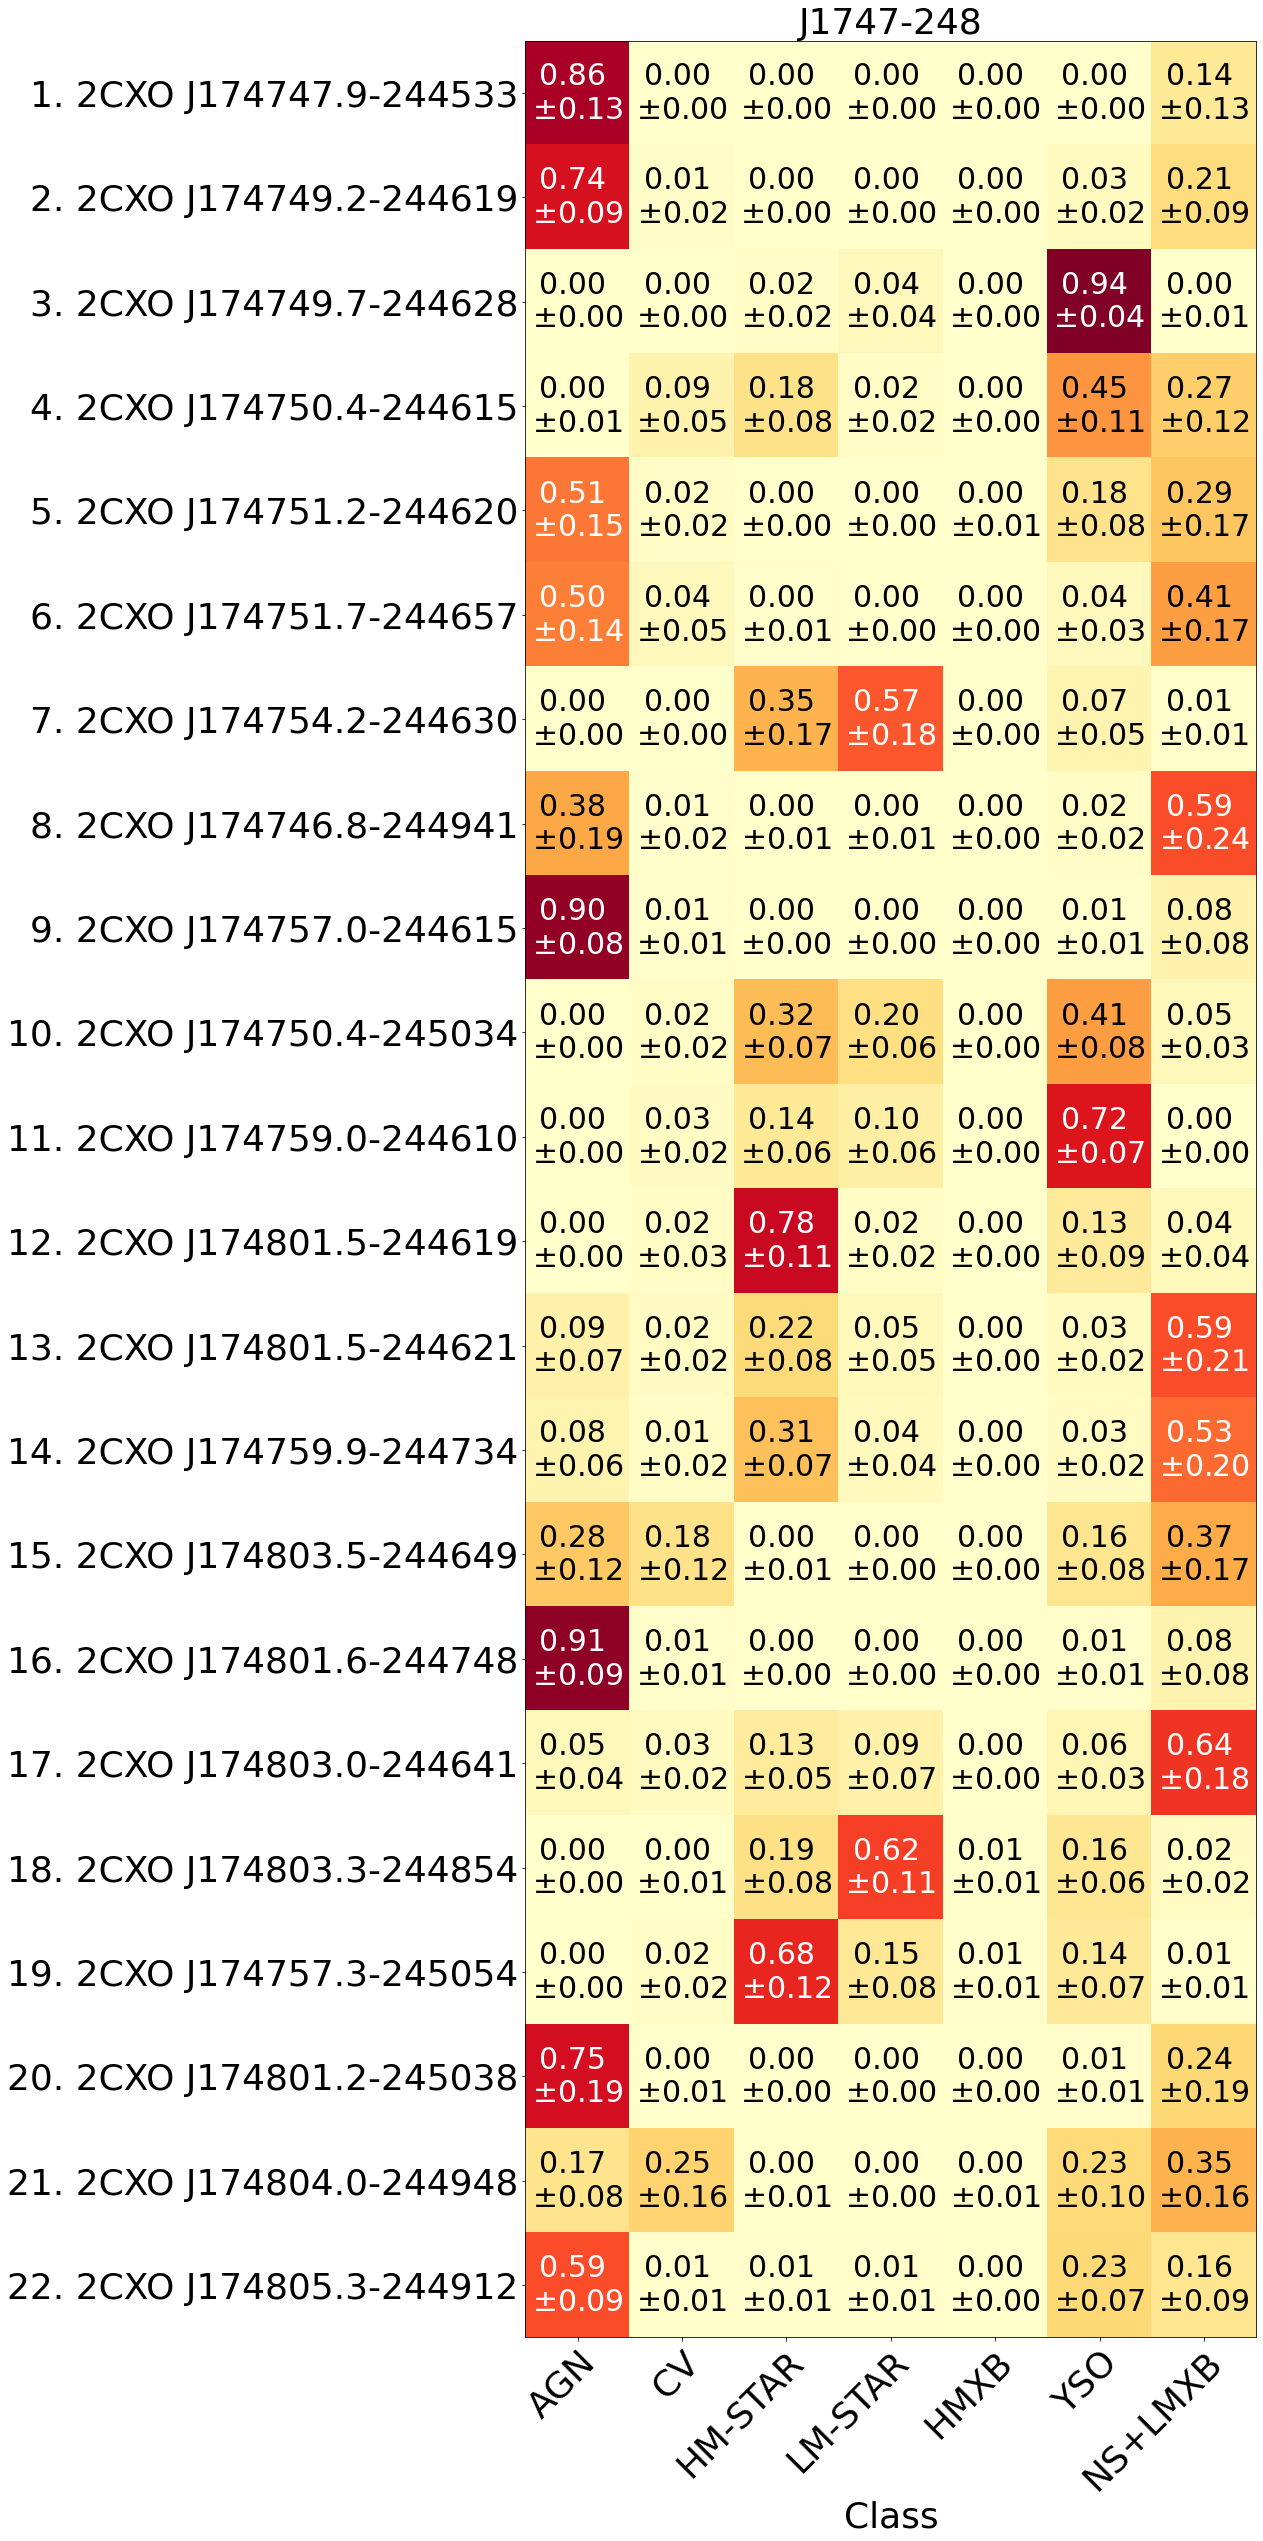 J1747-248
1. 2CXO J174747.9-244533 0.86 0.00 0.00 0.00 0.00 0.00 0.14
±0.13 ±0.00 ±0.00 ±0.00 ±0.00 ±0.00 ±0.13
2. 2CXO J174749.2-244619 0.74 0.01 0.00 0.00 0.00 0.03 0.21
±0.09 ±0.02 ±0.00 ±0.00 ±0.00 ±0.02 ±0.09
3. 2CXO J174749.7-244628 0.00 0.00 0.02 0.04 0.00 0.94 0.00
±0.00 ±0.00 ±0.02 ±0.04 ±0.00 ±0.04 ±0.01
4. 2CXO J174750.4-244615 0.00 0.09 0.18 0.02 0.00 0.45 0.27
±0.01 ±0.05 ±0.08 ±0.02 ±0.00 ±0.11 ±0.12
5. 2CXO J174751.2-244620 0.51 0.02 0.00 0.00 0.00 0.18 0.29
±0.15 ±0.02 ±0.00 ±0.00 ±0.01 ±0.08 ±0.17
6. 2CXO J174751.7-244657 0.50 0.04 0.00 0.00 0.00 0.04 0.41
±0.14 ±0.05 ±0.01 ±0.00 ±0.00 ±0.03 ±0.17
7. 2CXO J174754.2-244630 0.00 0.00 0.35 0.57 0.00 0.07 0.01
±0.00 ±0.00 ±0.17 ±0.18 ±0.00 ±0.05 ±0.01
8. 2CXO J174746.8-244941 0.38 0.01 0.00 0.00 0.00 0.02 0.59
±0.19 ±0.02 ±0.01 ±0.01 ±0.00 ±0.02 ±0.24
9. 2CXO J174757.0-244615 0.90 0.01 0.00 0.00 0.00 0.01 0.08
±0.08 ±0.01 ±0.00 ±0.00 ±0.00 ±0.01 ±0.08
10. 2CXO J174750.4-245034 0.00 0.02 0.32 0.20 0.00 0.41 0.05
±0.00 ±0.02 ±0.07 ±0.06 ±0.00 ±0.08 ±0.03
11. 2CXO J174759.0-244610 0.00 0.03 0.14 0.10 0.00 0.72 0.00
±0.00 ±0.02 ±0.06 ±0.06 ±0.00 ±0.07 ±0.00
12. 2CXO J174801.5-244619 0.00 0.02 0.78 0.02 0.00 0.13 0.04
±0.00 ±0.03 ±0.11 ±0.02 ±0.00 ±0.09 ±0.04
13. 2CXO J174801.5-244621 0.09 0.02 0.22 0.05 0.00 0.03 0.59
±0.07 ±0.02 ±0.08 ±0.05 ±0.00 ±0.02 ±0.21
14. 2CXO J174759.9-244734 0.08 0.01 0.31 0.04 0.00 0.03 0.53
±0.06 ±0.02 ±0.07 ±0.04 ±0.00 ±0.02 ±0.20
15. 2CXO J174803.5-244649 0.28 0.18 0.00 0.00 0.00 0.16 0.37
±0.12 ±0.12 ±0.01 ±0.00 ±0.00 ±0.08 ±0.17
16. 2CXO J174801.6-244748 0.91 0.01 0.00 0.00 0.00 0.01 0.08
±0.09 ±0.01 ±0.00 ±0.00 ±0.00 ±0.01 ±0.08
17. 2CXO J174803.0-244641 0.05 0.03 0.13 0.09 0.00 0.06 0.64
±0.04 ±0.02 ±0.05 ±0.07 ±0.00 ±0.03 ±0.18
18. 2CXO J174803.3-244854 0.00 0.00 0.19 0.62 0.01 0.16 0.02
±0.00 ±0.01 ±0.08 ±0.11 ±0.01 ±0.06 ±0.02
19. 2CXO J174757.3-245054 0.00 0.02 0.68 0.15 0.01 0.14 0.01
±0.00 ±0.02 ±0.12 ±0.08 ±0.01 ±0.07 ±0.01
20. 2CXO J174801.2-245038 0.75 0.00 0.00 0.00 0.00 0.01 0.24
±0.19 ±0.01 ±0.00 ±0.00 ±0.00 ±0.01 ±0.19
21. 2CXO J174804.0-244948 0.17 0.25 0.00 0.00 0.00 0.23 0.35
±0.08 ±0.16 ±0.01 ±0.00 ±0.01 ±0.10 ±0.16
22. 2CXO J174805.3-244912 0.59 0.01 0.01 0.01 0.00 0.23 0.16
±0.09 ±0.01 ±0.01 ±0.01 ±0.00 ±0.07 ±0.09
AGN CV HM-STAR LM-STAR HMXB YSO NS+LMXB
Class